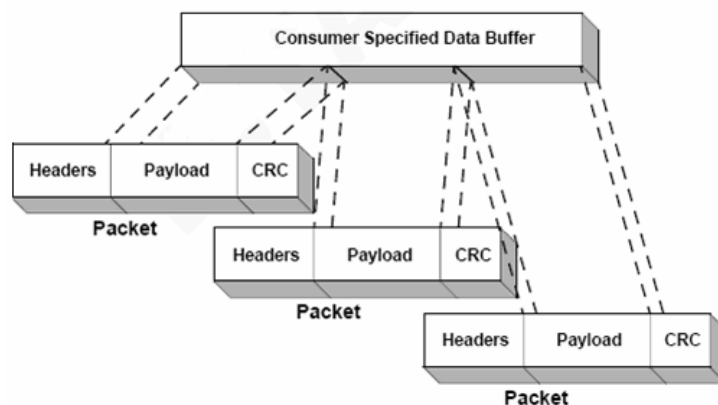 Consumer Specified Data Buffer
Headers Payload CRC
Packet
Headers Payload CRC
Packet
Headers Payload CRC
Packet